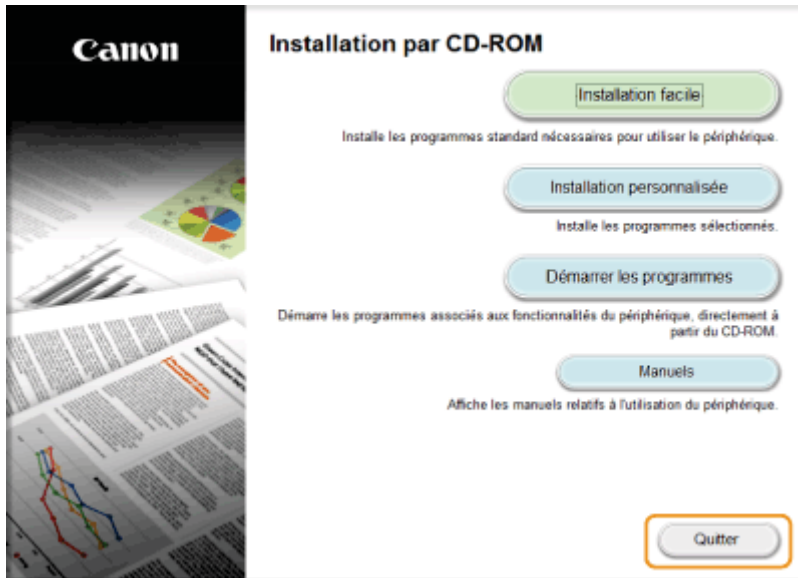 Canon
Installation par CD-ROM
Installation facile
Installe les programmes standard nécessaires pour utiliser le périphérique.
Installation personnalisée
Installe les programmes sélectionnés.
Démarrer les programmes
Démarre les programmes associés aux fonctionnalités du périphérique, directement à
partir du CD-ROM.
Manuels
Affiche les manuels relatifs à l'utilisation du périphérique.
Quitter